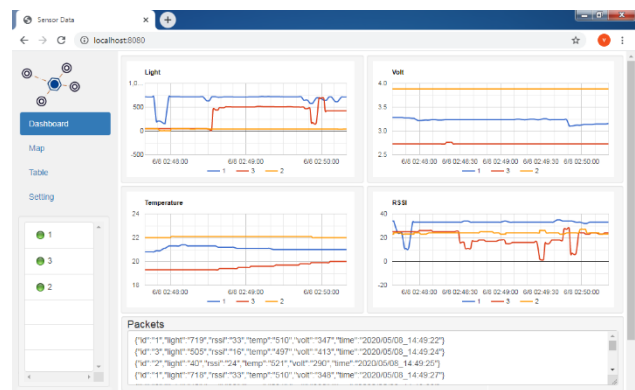 Sensor Data
localhost:8080
Dashboard
Map
Table
Setting
1
3
2
Light
1,0...
500
0
-500
6/8 02:48:00 6/8 02:49:00 6/8 02:50:00
1 3 2
Volt
4.0
3.5
3.0
2.5
6/8 02:48:00 6/8 02:48:30 6/8 02:49:00 6/8 02:49:30 6/8 02:50:00
1 3 2
Temperature
24
22
20
18
6/8 02:48:00 6/8 02:49:00 6/8 02:50:00
1 3 2
RSSI
40
20
0
-20
6/8 02:48:00 6/8 02:48:30 6/8 02:49:00 6/8 02:49:30 6/8 02:50:00
1 3 2
Packets
{"id":"1","light":"719","rssi":"33","temp":"510","volt":"347","time":"2020/05/08_14:49:22"}
{"id":"3","light":"505","rssi":"16","temp":"497","volt":"413","time":"2020/05/08_14:49:24"}
{"id":"2","light":"40","rssi":"24","temp":"521","volt":"290","time":"2020/05/08_14:49:25"}
{"id":"1","light":"718","rssi":"33","temp":"510","volt":"348","time":"2020/05/08_14:49:27"}